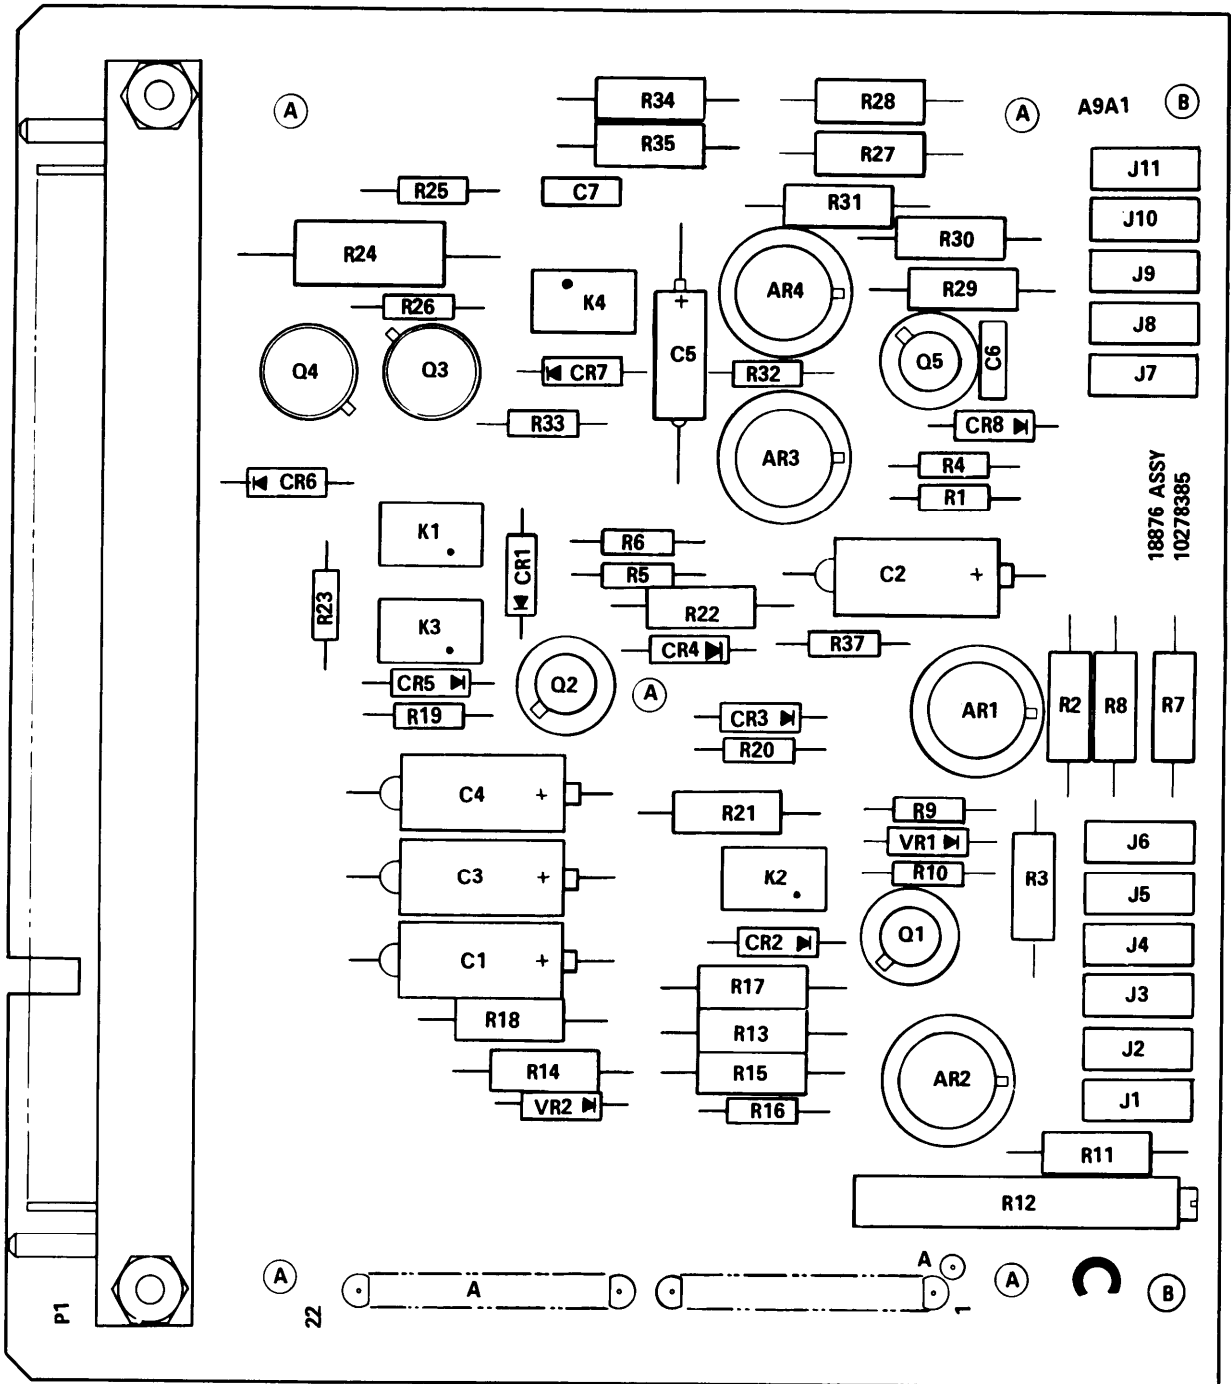 A
R34
R28
A
A9A1
B
R35
R27
J11
R25
C7
R31
J10
R24
R30
K4
AR4
R29
J9
R26
+
J8
Q4
Q3
CR7
C5
R32
Q5
C6
J7
R33
CR8
AR3
R4
CR6
R1
18876 ASSY
10278385
K1
CR1
R6
R5
C2 +
R23
K3
R22
CR4
R37
CR5
Q2
A
R19
CR3
AR1
R2
R8
R7
R20
C4 +
R21
R9
VR1
J6
C3 +
K2
R10
R3
J5
CR2
Q1
J4
C1 +
R17
J3
R18
R13
J2
R14
R15
AR2
VR2
R16
J1
R11
R12
A
A
A
A
B
P1
22
1